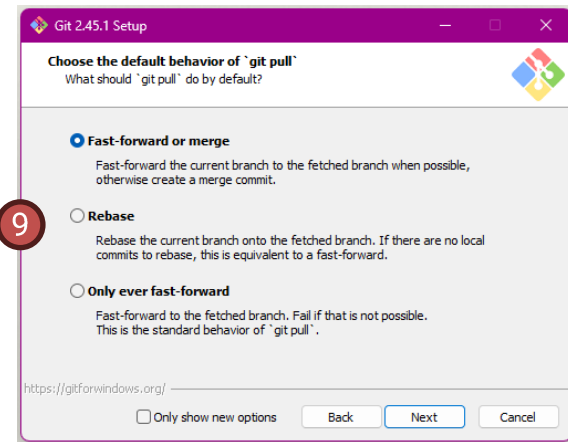 Git 2.45.1 Setup
Choose the default behavior of `git pull`
What should `git pull` do by default?
Fast-forward or merge
Fast-forward the current branch to the fetched branch when possible,
otherwise create a merge commit.
9
Rebase
Rebase the current branch onto the fetched branch. If there are no local
commits to rebase, this is equivalent to a fast-forward.
Only ever fast-forward
Fast-forward to the fetched branch. Fail if that is not possible.
This is the standard behavior of `git pull`.
https://gitforwindows.org/
Only show new options Back Next Cancel